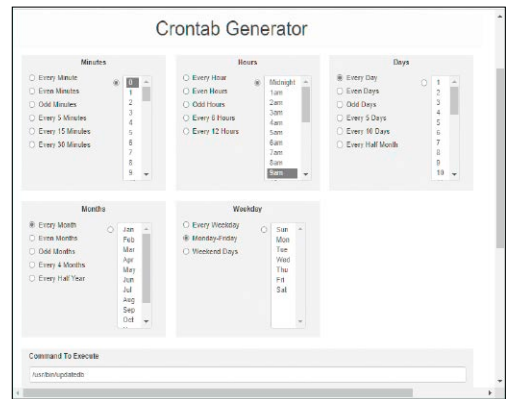 Crontab Generator
Minutes
Every Minute
Even Minutes
Odd Minutes
Every 5 Minutes
Every 15 Minutes
Every 30 Minutes
0
1
2
3
4
5
6
7
8
9
Hours
Every Hour
Even Hours
Odd Hours
Every 6 Hours
Every 12 Hours
Midnight
1am
2am
3am
4am
5am
6am
7am
8am
9am
Days
Every Day
Even Days
Odd Days
Every 5 Days
Every 10 Days
Every Half Month
1
2
3
4
5
6
7
8
9
10
Months
Every Month
Even Months
Odd Months
Every 4 Months
Every Half Year
Jan
Feb
Mar
Apr
May
Jun
Jul
Aug
Sep
Oct
Weekday
Every Weekday
Monday-Friday
Weekend Days
Sun
Mon
Tue
Wed
Thu
Fri
Sat
Command To Execute
/usr/bin/updatedb